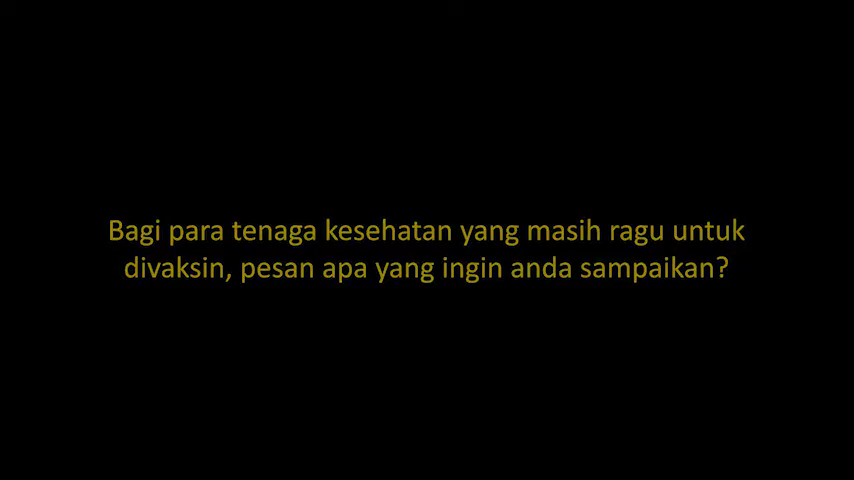 Bagi para tenaga kesehatan yang masih ragu untuk
divaksin, pesan apa yang ingin anda sampaikan?